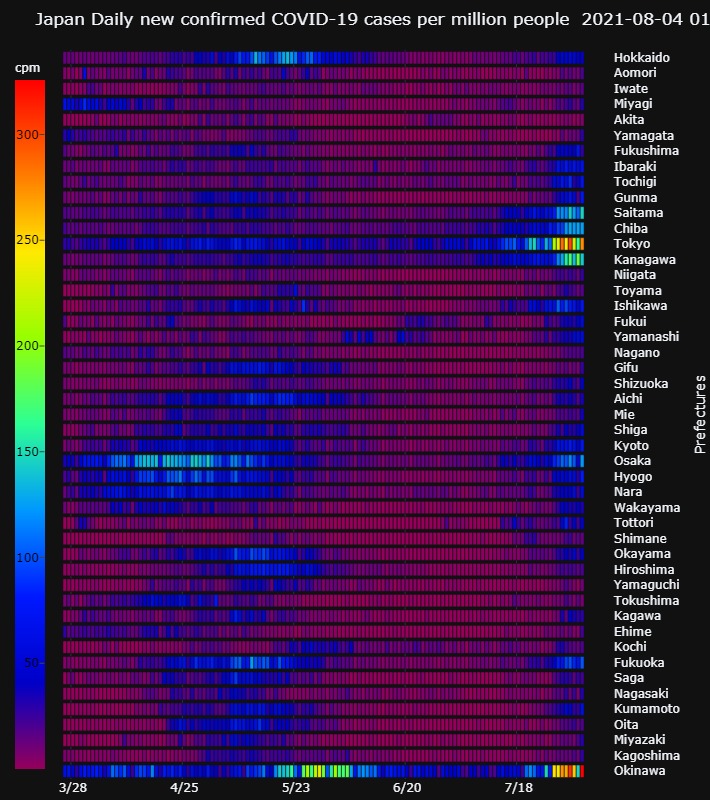 Japan Daily new confirmed COVID-19 cases per million people 2021-08-04 01
cpm
300
250
200
150
100
50
Hokkaido
Aomori
Iwate
Miyagi
Akita
Yamagata
Fukushima
Ibaraki
Tochigi
Gunma
Saitama
Chiba
Tokyo
Kanagawa
Niigata
Toyama
Ishikawa
Fukui
Yamanashi
Nagano
Gifu
Shizuoka
Aichi
Mie
Shiga
Kyoto
Osaka
Hyogo
Nara
Wakayama
Tottori
Shimane
Okayama
Hiroshima
Yamaguchi
Tokushima
Kagawa
Ehime
Kochi
Fukuoka
Saga
Nagasaki
Kumamoto
Oita
Miyazaki
Kagoshima
Okinawa
Prefectures
3/28 4/25 5/23 6/20 7/18